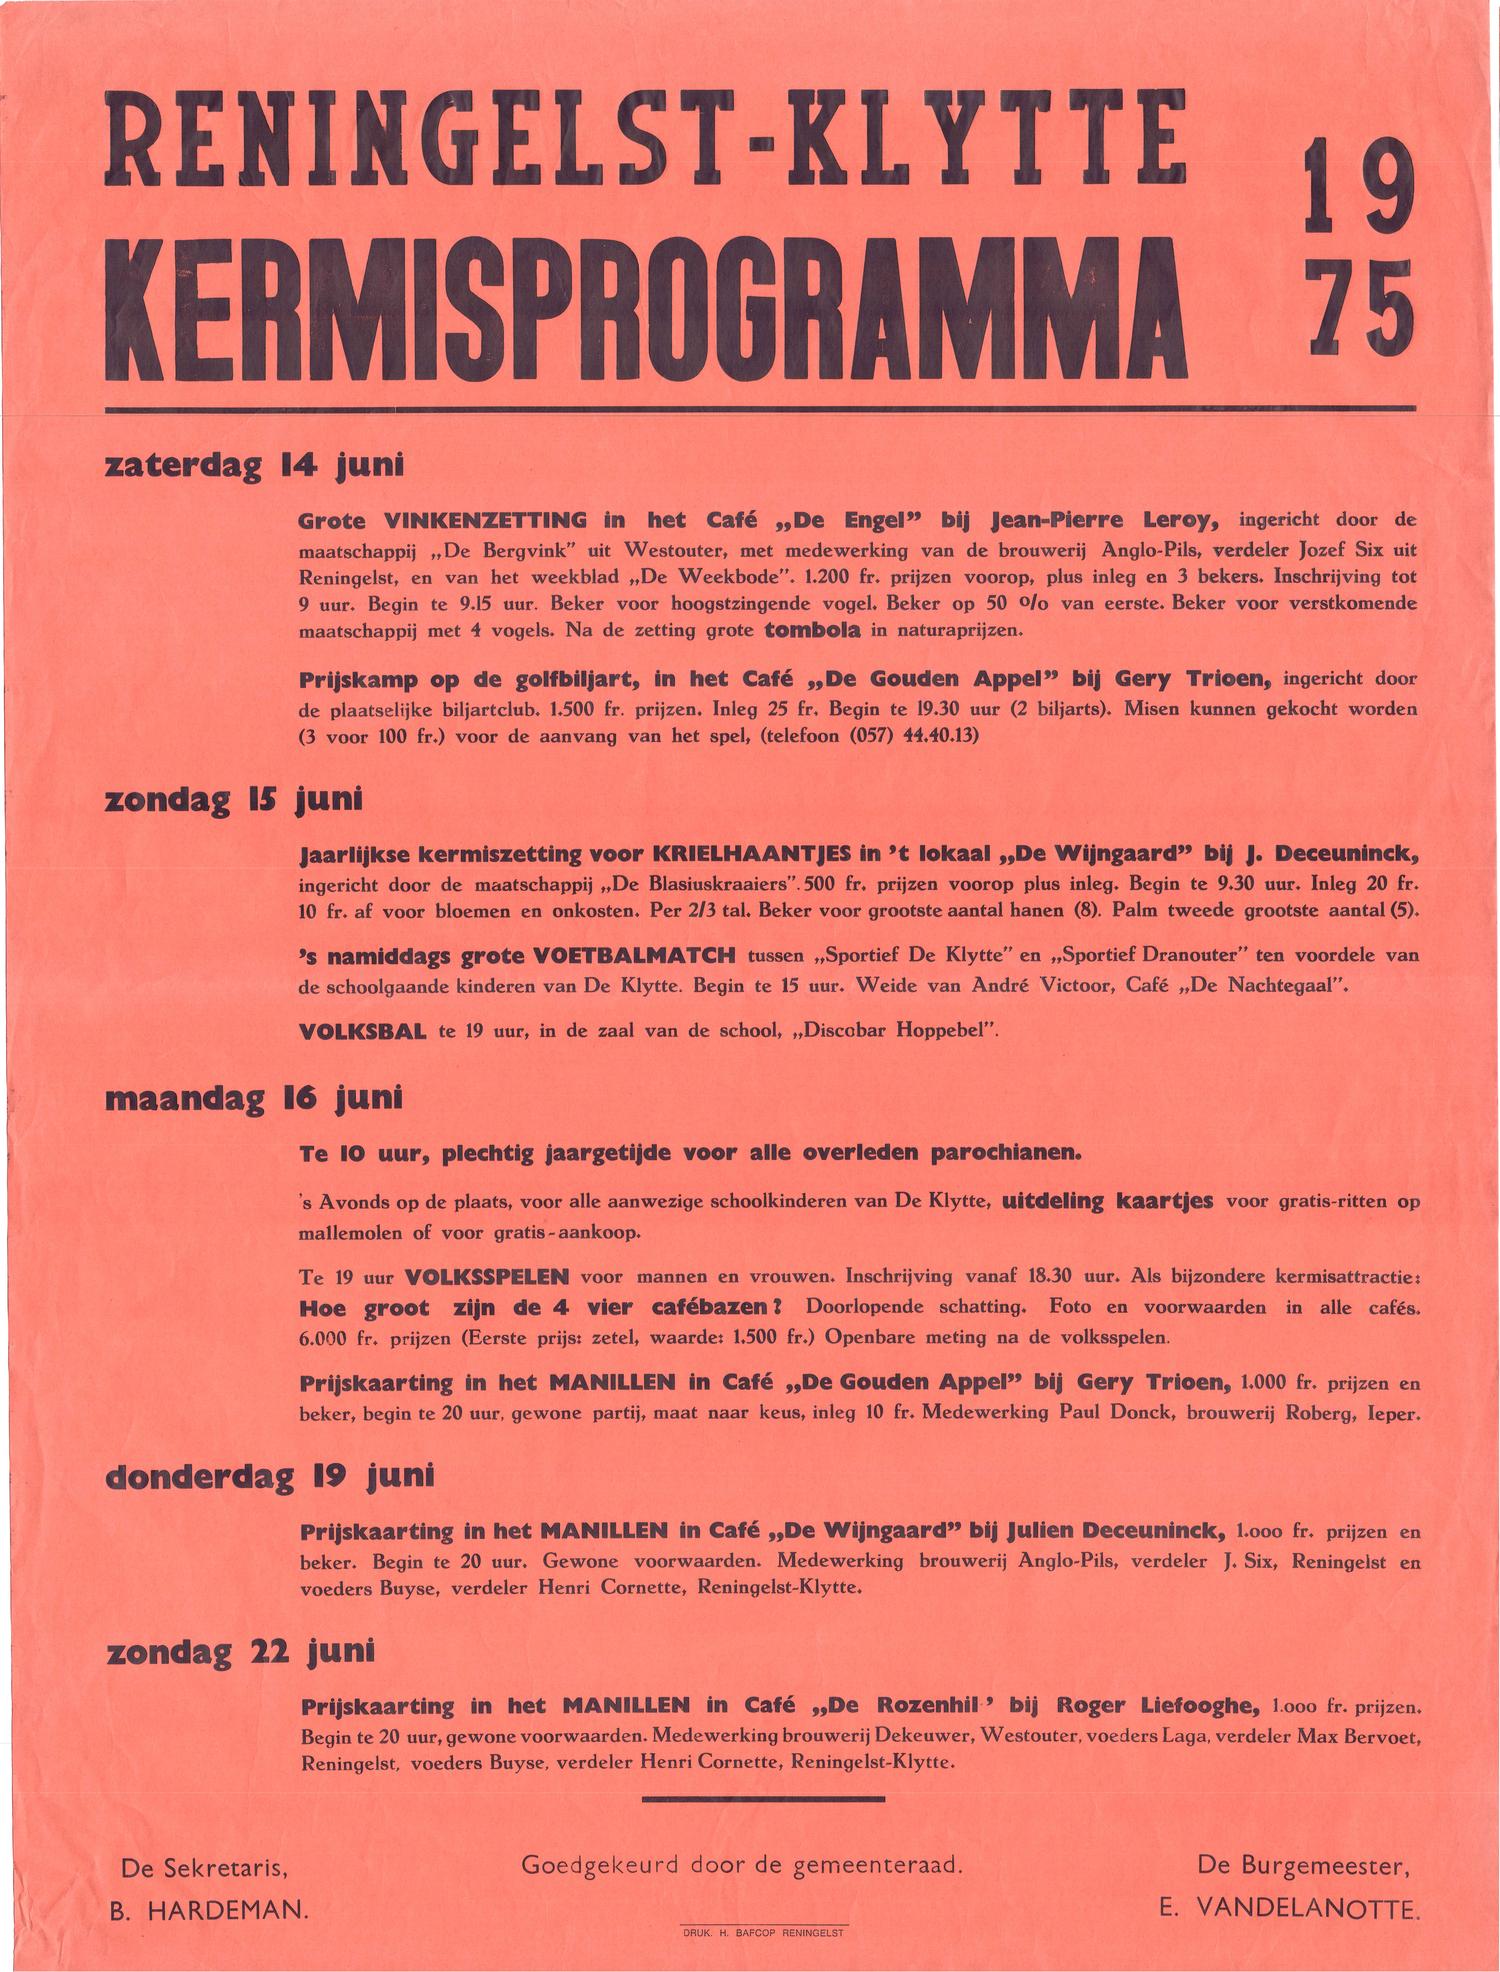 RENINGELST-KLYTTE
KERMISPROGRAMMA
19
75
zaterdag 14 juni
Grote VINKENZETTING in het Café „De Engel” bij Jean-Pierre Leroy, ingericht door de
maatschappij „De Bergvink” uit Westouter, met medewerking van de brouwerij Anglo-Pils, verdeler Jozef Six uit
Reningelst, en van het weekblad „De Weekbode”. 1.200 fr. prijzen voorop, plus inleg en 3 bekers. Inschrijving tot
9 uur. Begin te 9.15 uur. Beker voor hoogstzingende vogel. Beker op 50 º/o van eerste. Beker voor verstkomende
maatschappij met 4 vogels. Na de zetting grote tombola in naturaprijzen.
Prijskamp op de golfbiljart, in het Café „De Gouden Appel” bij Gery Trioen, ingericht door
de plaatselijke biljartclub. 1.500 fr. prijzen. Inleg 25 fr. Begin te 19.30 uur (2 biljarts). Misen kunnen gekocht worden
(3 voor 100 fr.) voor de aanvang van het spel, (telefoon (057) 44.40.13)
zondag 15 juni
Jaarlijkse kermiszetting voor KRIELHAANTJES in 't lokaal „De Wijngaard” bij J. Deceuninck,
ingericht door de maatschappij „De Blasiuskraaiers”. 500 fr. prijzen voorop plus inleg. Begin te 9.30 uur. Inleg 20 fr.
10 fr. af voor bloemen en onkosten. Per 2/3 tal. Beker voor grootste aantal hanen (8). Palm tweede grootste aantal (5).
's namiddags grote VOETBALMATCH tussen „Sportief De Klytte” en „Sportief Dranouter” ten voordele van
de schoolgaande kinderen van De Klytte. Begin te 15 uur. Weide van André Victoor, Café „De Nachtegaal”.
VOLKSBAL te 19 uur, in de zaal van de school, „Discobar Hoppebel”.
maandag 16 juni
Te 10 uur, plechtig jaargetijde voor alle overleden parochianen.
's Avonds op de plaats, voor alle aanwezige schoolkinderen van De Klytte, uitdeling kaartjes voor gratis-ritten op
mallemolen of voor gratis-aankoop.
Te 19 uur VOLKSSPELEN voor mannen en vrouwen. Inschrijving vanaf 18.30 uur. Als bijzondere kermisattractie:
Hoe groot zijn de 4 vier cafébazen? Doorlopende schatting. Foto en voorwaarden in alle cafés.
6.000 fr. prijzen (Eerste prijs: zetel, waarde: 1.500 fr.) Openbare meting na de volksspelen.
Prijskaarting in het MANILLEN in Café „De Gouden Appel” bij Gery Trioen, 1.000 fr. prijzen en
beker, begin te 20 uur, gewone partij, maat naar keus, inleg 10 fr. Medewerking Paul Donck, brouwerij Roberg, Ieper.
donderdag 19 juni
Prijskaarting in het MANILLEN in Café „De Wijngaard” bij Julien Deceuninck, 1.ooo fr. prijzen en
beker. Begin te 20 uur. Gewone voorwaarden. Medewerking brouwerij Anglo-Pils, verdeler J. Six, Reningelst en
voeders Buyse, verdeler Henri Cornette, Reningelst-Klytte.
zondag 22 juni
Prijskaarting in het MANILLEN in Café „De Rozenhil' bij Roger Liefooghe, 1.ooo fr. prijzen.
Begin te 20 uur, gewone voorwaarden. Medewerking brouwerij Dekeuwer, Westouter, voeders Laga, verdeler Max Bervoet,
Reningelst, voeders Buyse, verdeler Henri Cornette, Reningelst-Klytte.
De Sekretaris,
B. HARDEMAN.
Goedgekeurd door de gemeenteraad.
De Burgemeester,
E. VANDELANOTTE.
DRUK. H. BAFCOP RENINGELST